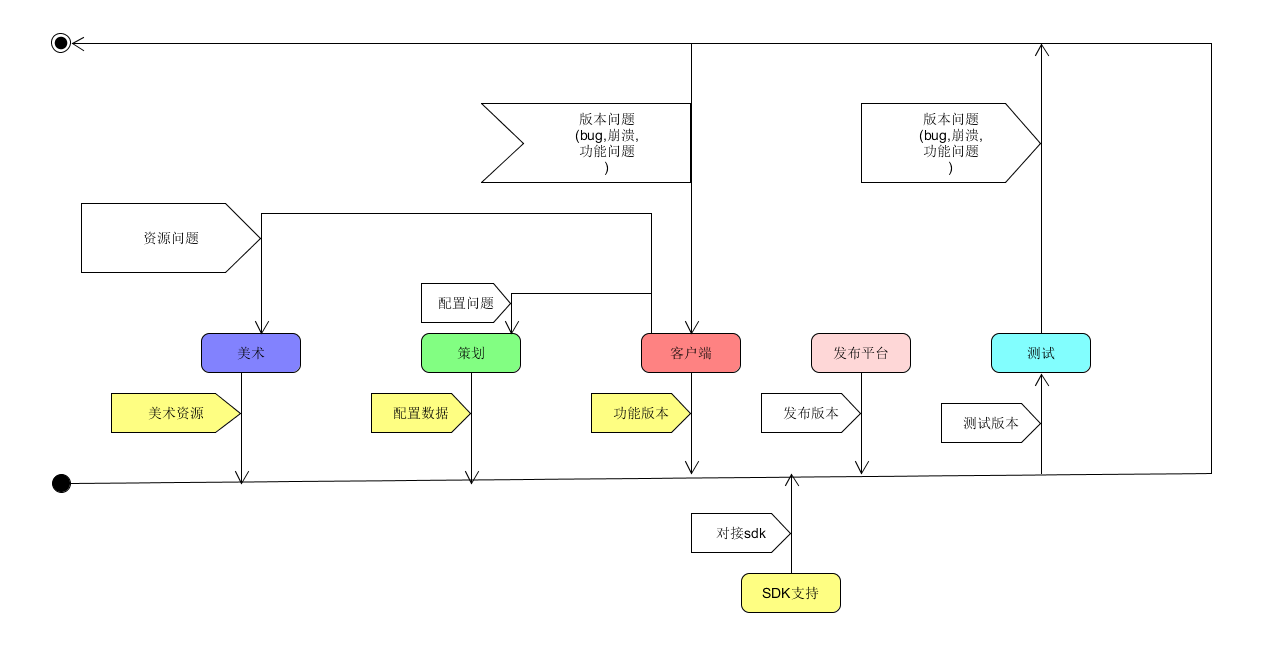 版本问题
(bug,崩溃,
功能问题
)
版本问题
(bug,崩溃,
功能问题
)
资源问题
配置问题
美术
策划
客户端
发布平台
测试
美术资源
配置数据
功能版本
发布版本
测试版本
对接sdk
SDK支持